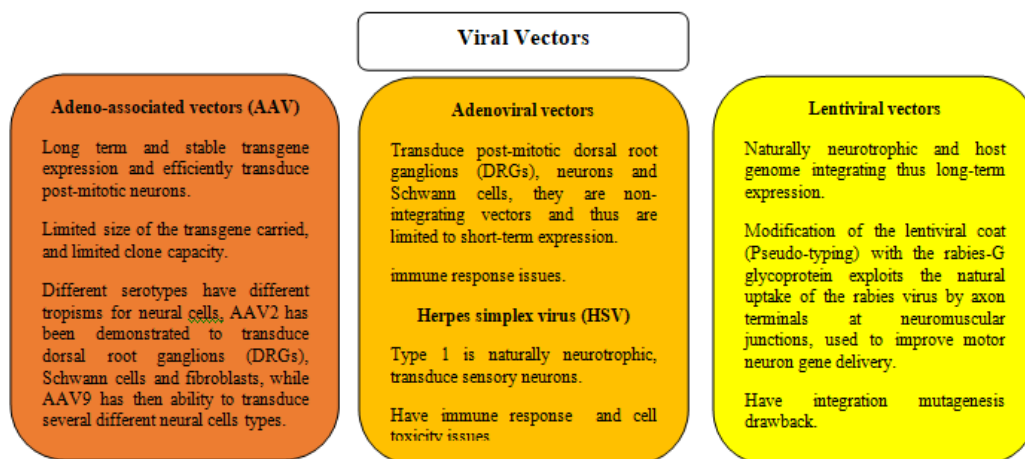 Viral Vectors
Adeno-associated vectors (AAV)
Long term and stable transgene
expression and efficiently transduce
post-mitotic neurons.
Limited size of the transgene carried,
and limited clone capacity.
Different serotypes have different
tropisms for neural cells, AAV2 has
been demonstrated to transduce
dorsal root ganglions (DRGs),
Schwann cells and fibroblasts, while
AAV9 has then ability to transduce
several different neural cells types.
Adenoviral vectors
Transduce post-mitotic dorsal root
ganglions (DRGs), neurons and
Schwann cells, they are non-
integrating vectors and thus are
limited to short-term expression.
immune response issues.
Herpes simplex virus (HSV)
Type 1 is naturally neurotrophic,
transduce sensory neurons.
Have immune response and cell
toxicity issues
Lentiviral vectors
Naturally neurotrophic and host
genome integrating thus long-term
expression.
Modification of the lentiviral coat
(Pseudo-typing) with the rabies-G
glycoprotein exploits the natural
uptake of the rabies virus by axon
terminals at neuromuscular
junctions, used to improve motor
neuron gene delivery.
Have integration mutagenesis
drawback.